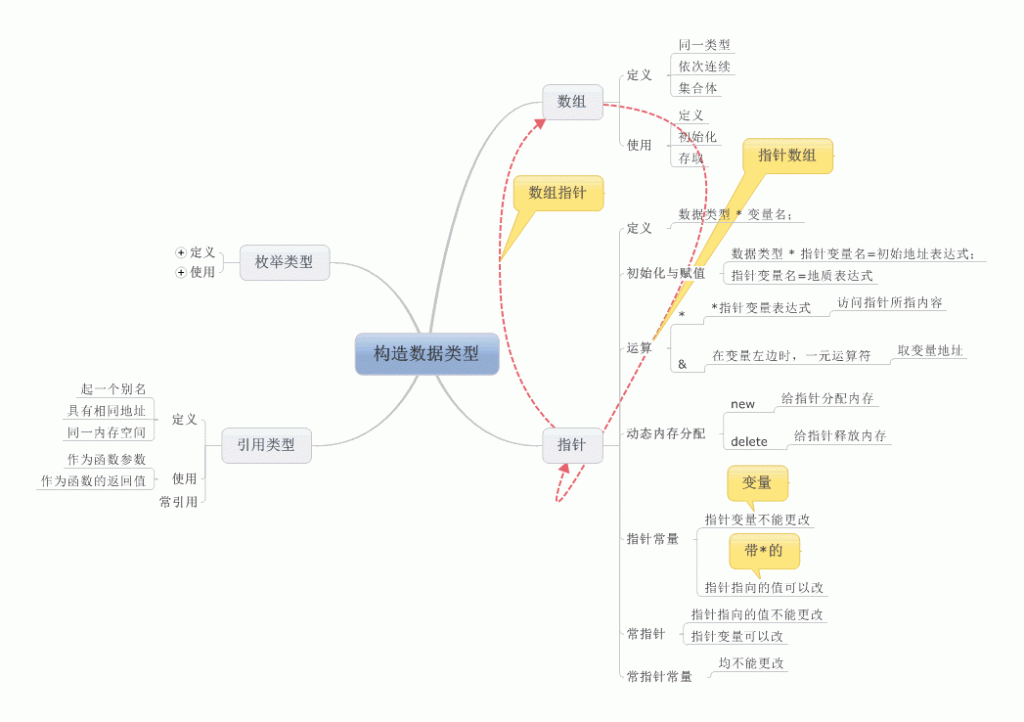 构造数据类型
数组
定义
同一类型
依次连续
集合体
使用
定义
初始化
存取
指针数组
数组指针
指针
定义
数据类型 * 变量名；
初始化与赋值
数据类型 * 指针变量名=初始地址表达式；
指针变量名=地质表达式
运算
*
*指针变量表达式
访问指针所指内容
&
在变量左边时，一元运算符
取变量地址
动态内存分配
new
给指针分配内存
delete
给指针释放内存
指针常量
变量
指针变量不能更改
带*的
指针指向的值可以改
常指针
指针指向的值不能更改
指针变量可以改
常指针常量
均不能更改
枚举类型
定义
使用
引用类型
定义
起一个别名
具有相同地址
同一内存空间
使用
作为函数参数
作为函数的返回值
常引用